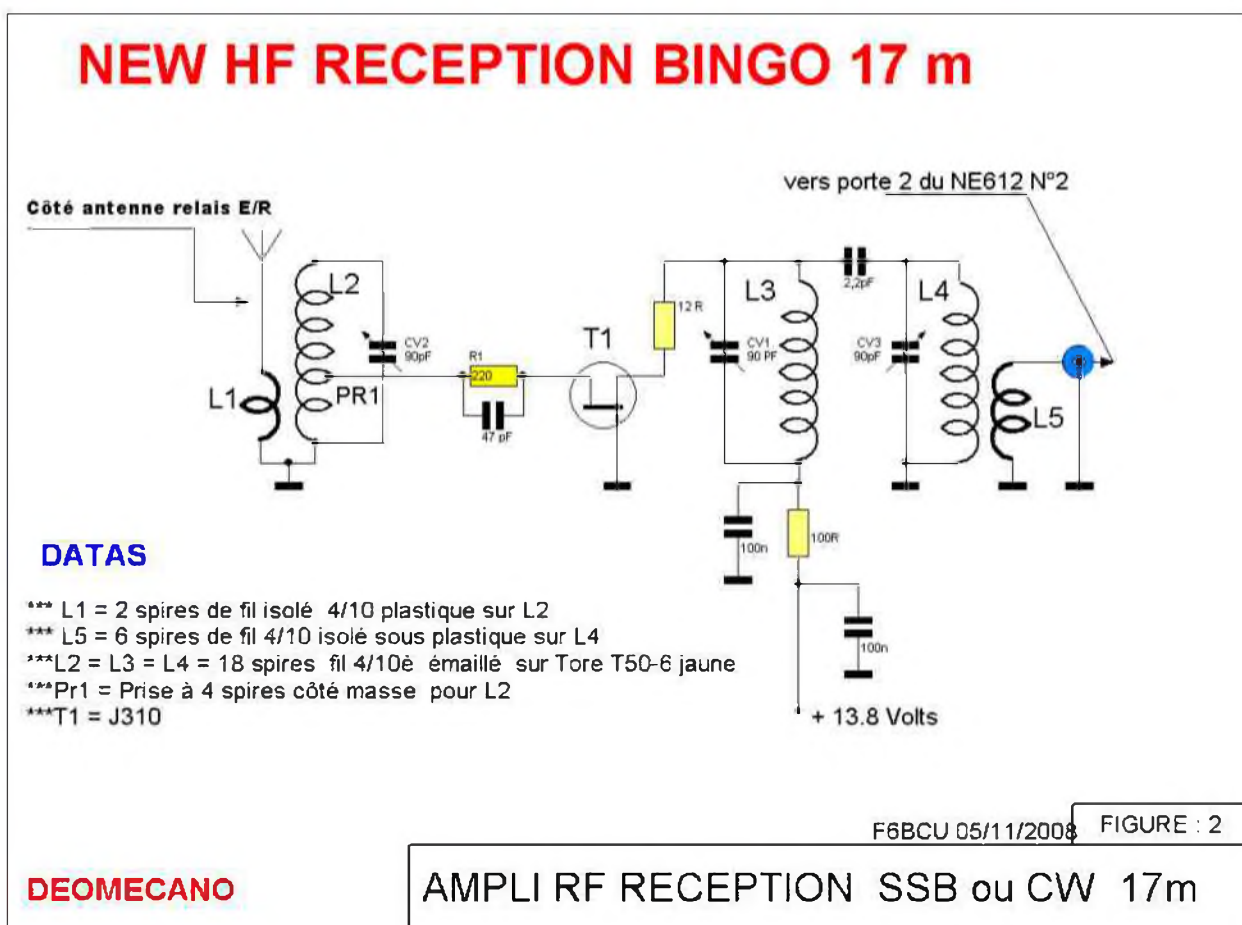 NEW HF RECEPTION BINGO 17 m
vers porte 2 du NE612 N°2
Côté antenne relais E/R
L2
CV2
90pF
L1
PR1
R1
220
47 pF
T1
12 R
CV1
90 PF
L3
2,2pF
CV3
90pF
L4
L5
100n
100R
100n
+ 13.8 Volts
DATAS
*** L1 = 2 spires de fil isolé 4/10 plastique sur L2
*** L5 = 6 spires de fil 4/10 isolé sous plastique sur L4
***L2 = L3 = L4 = 18 spires fil 4/10è émaillé sur Tore T50-6 jaune
***Pr1 = Prise à 4 spires côté masse pour L2
***T1 = J310
F6BCU 05/11/2008
FIGURE : 2
DEOMECANO
AMPLI RF RECEPTION SSB ou CW 17m